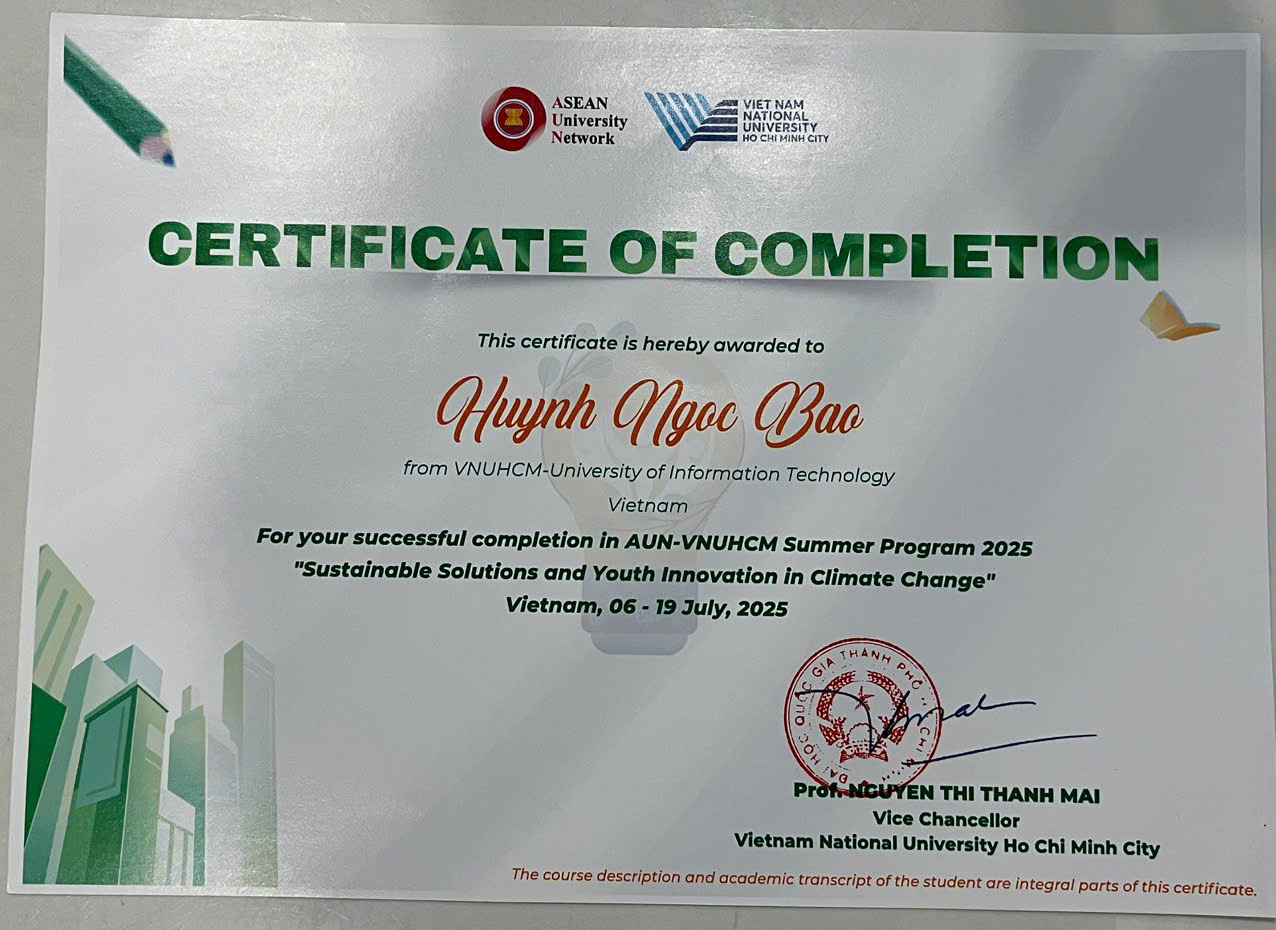 ASEAN
University
Network
VIET NAM
NATIONAL
UNIVERSITY
HO CHI MINH CITY
CERTIFICATE OF COMPLETION
This certificate is hereby awarded to
Huynh Ngoc Bao
from VNUHCM-University of Information Technology
Vietnam
For your successful completion in AUN-VNUHCM Summer Program 2025
"Sustainable Solutions and Youth Innovation in Climate Change"
Vietnam, 06 - 19 July, 2025
ĐẠI HỌC QUỐC GIA THÀNH PHỐ CHÍ
Prof. NGUYEN THI THANH MAI
Vice Chancellor
Vietnam National University Ho Chi Minh City
The course description and academic transcript of the student are integral parts of this certificate.